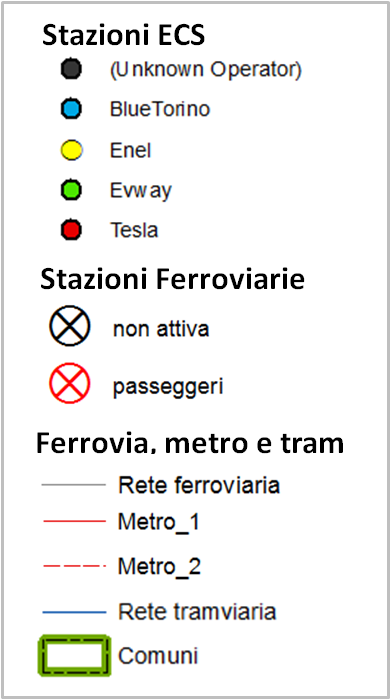 Stazioni ECS
(Unknown Operator)
BlueTorino
Enel
Evway
Tesla
Stazioni Ferroviarie
non attiva
passeggeri
Ferrovia, metro e tram
Rete ferroviaria
Metro_1
Metro_2
Rete tramviaria
Comuni